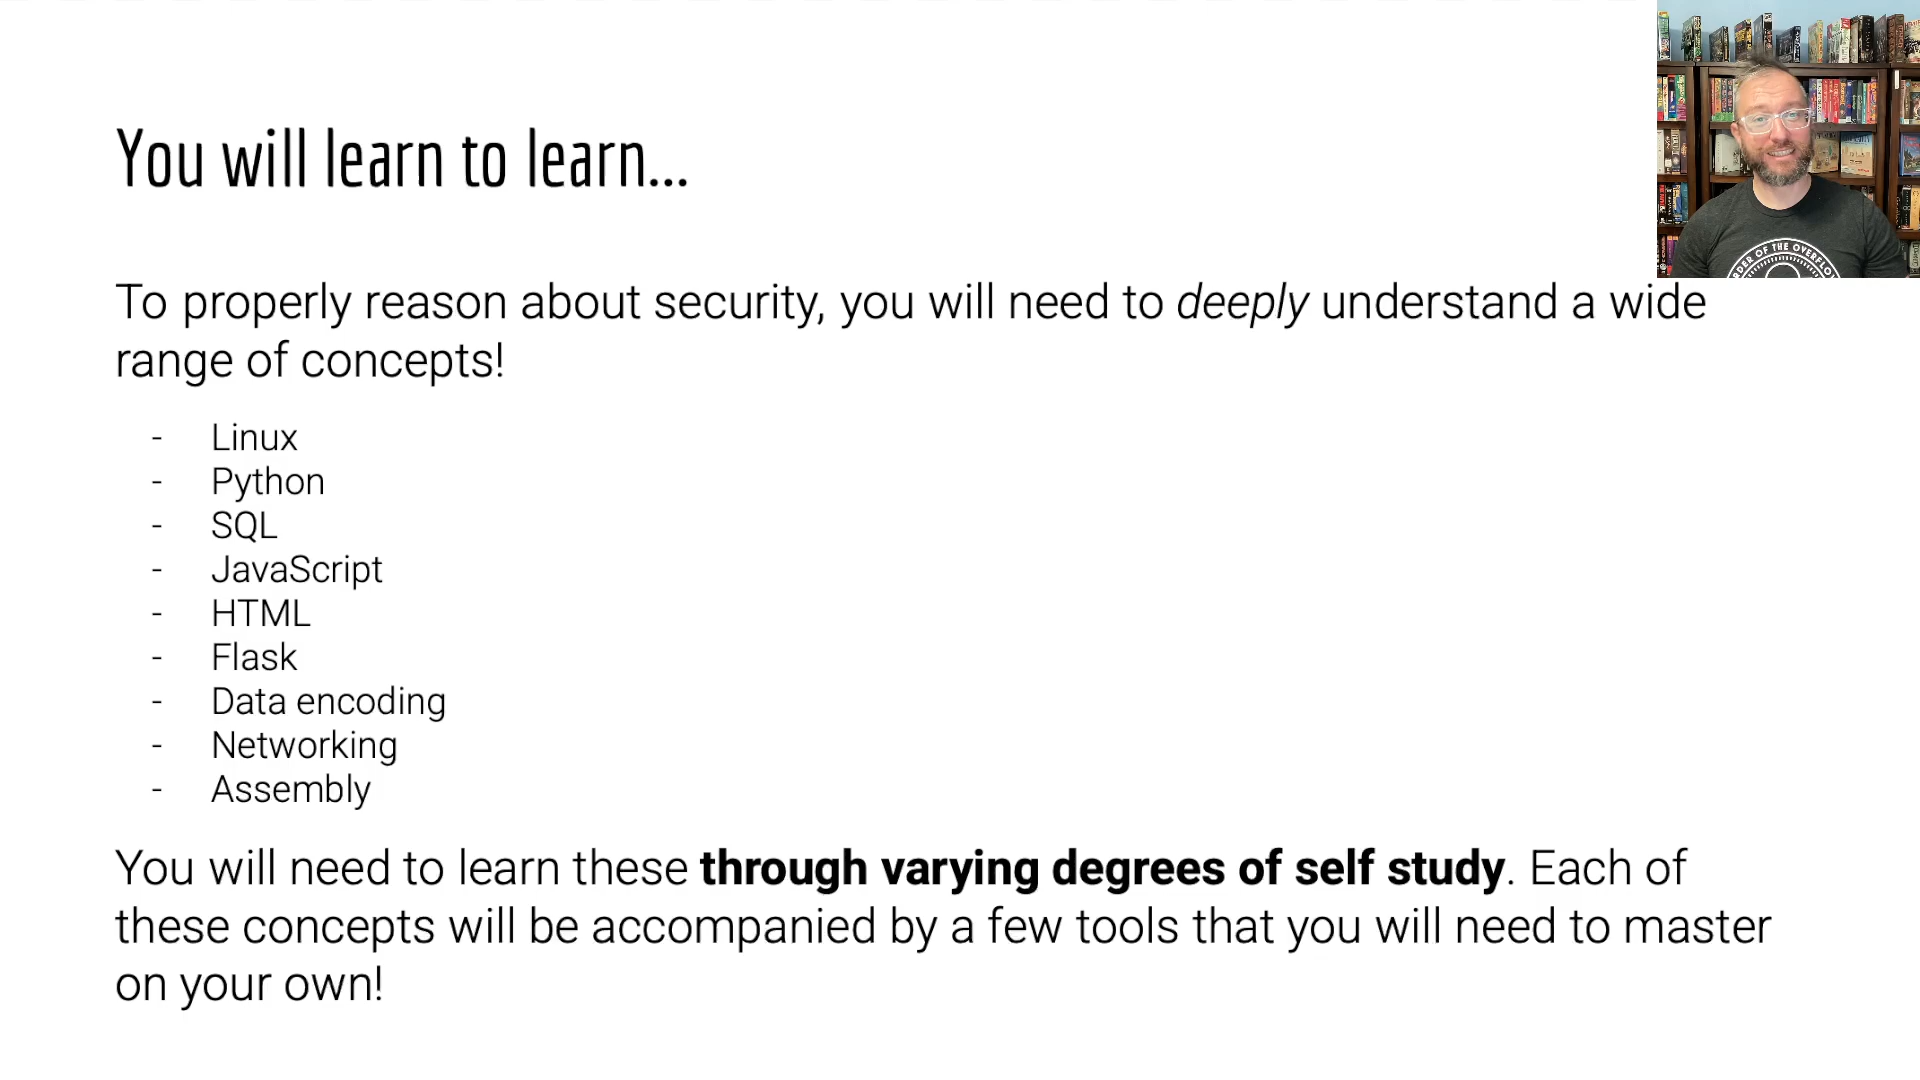 You will learn to learn...
To properly reason about security, you will need to deeply understand a wide
range of concepts!
- Linux
- Python
- SQL
- JavaScript
- HTML
- Flask
- Data encoding
- Networking
- Assembly
You will need to learn these through varying degrees of self study. Each of
these concepts will be accompanied by a few tools that you will need to master
on your own!
OF THE